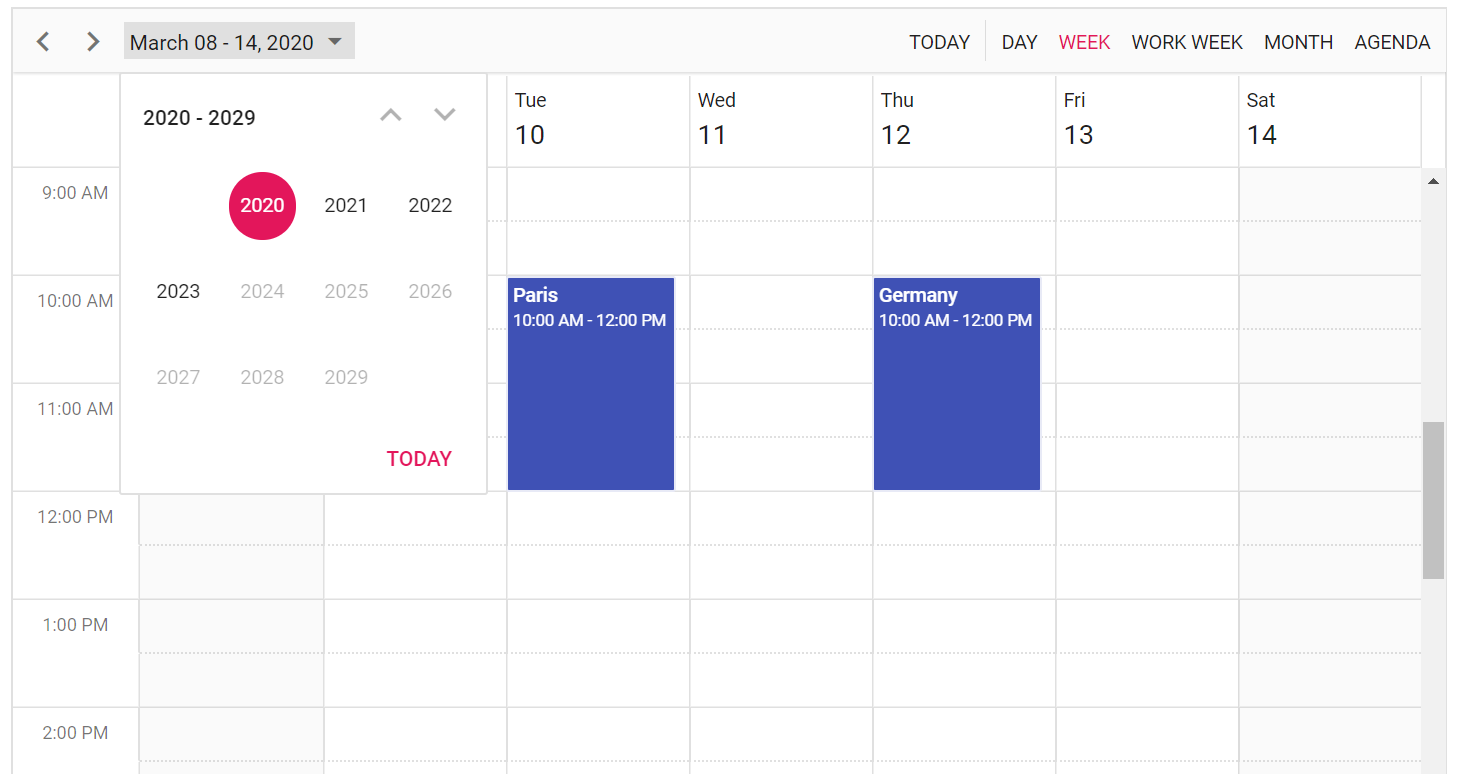 March 08 - 14, 2020
TODAY DAY WEEK WORK WEEK MONTH AGENDA
2020 - 2029
2020 2021 2022
2023 2024 2025 2026
2027 2028 2029
TODAY
Tue Wed Thu Fri Sat
10 11 12 13 14
9:00 AM
10:00 AM
11:00 AM
12:00 PM
1:00 PM
2:00 PM
Paris
10:00 AM - 12:00 PM
Germany
10:00 AM - 12:00 PM